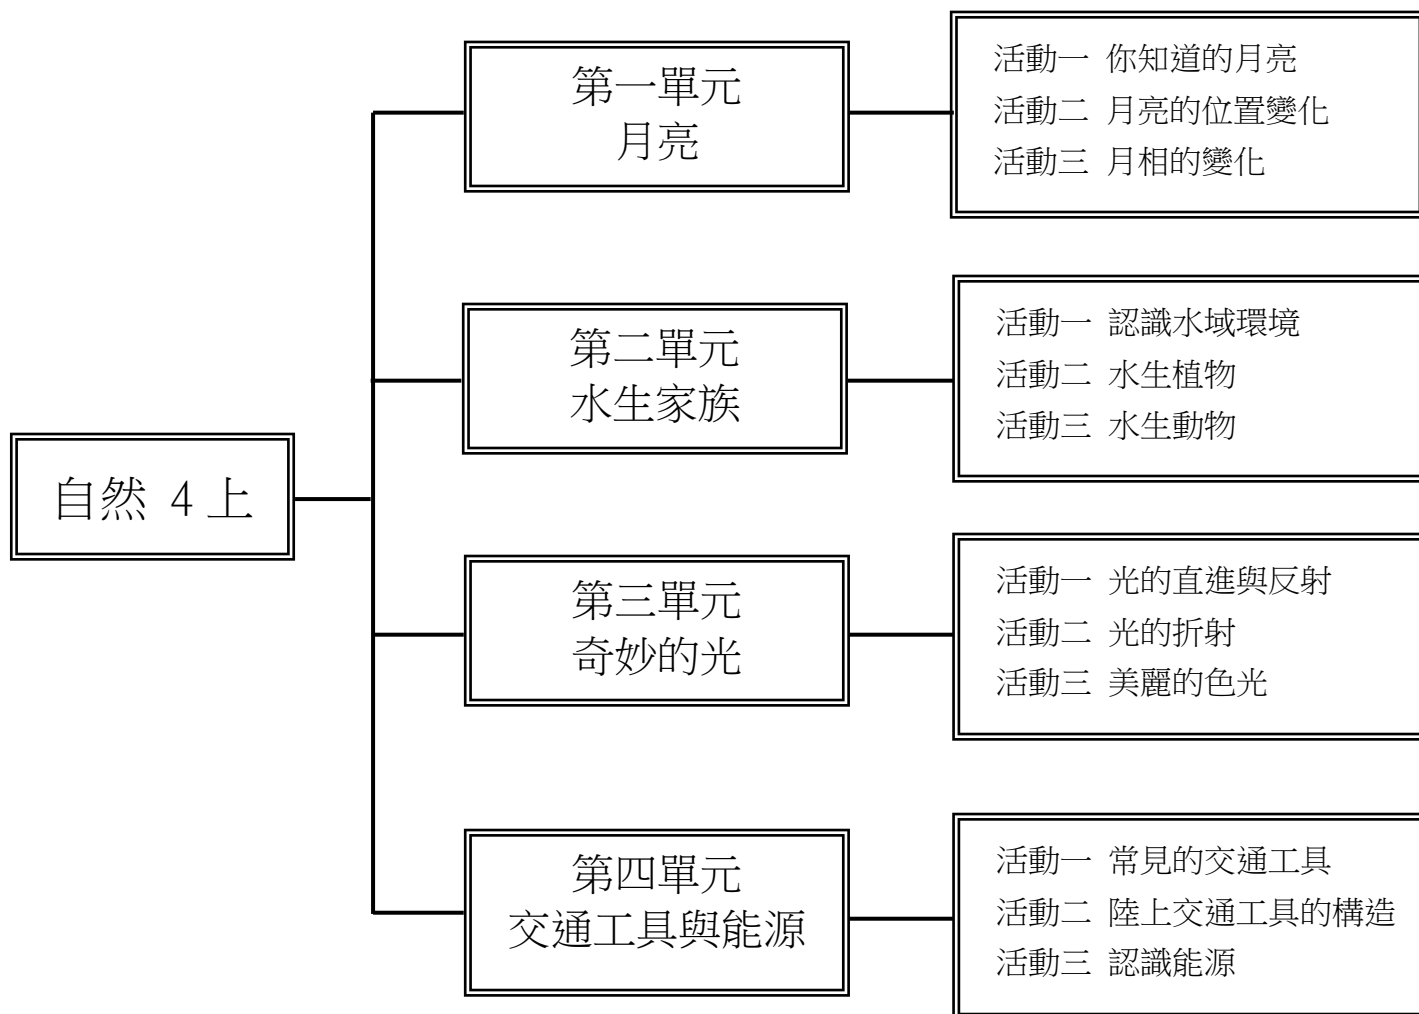 自然 4 上
第一單元
月亮
活動一 你知道的月亮
活動二 月亮的位置變化
活動三 月相的變化
第二單元
水生家族
活動一 認識水域環境
活動二 水生植物
活動三 水生動物
第三單元
奇妙的光
活動一 光的直進與反射
活動二 光的折射
活動三 美麗的色光
第四單元
交通工具與能源
活動一 常見的交通工具
活動二 陸上交通工具的構造
活動三 認識能源